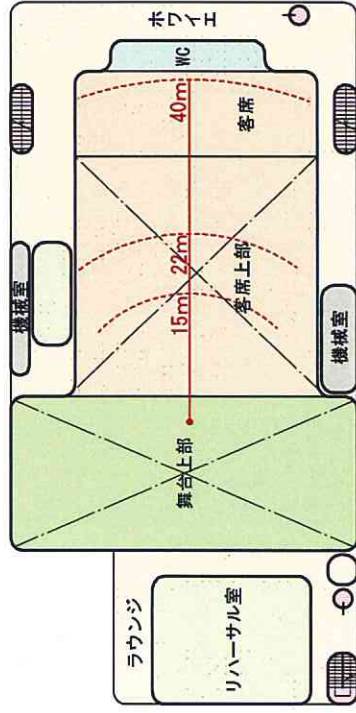 ホワイエ
WC
客席
40m
22m
15m
客席上部
機械室
機械室
舞台上部
ラウンジ
リハーサル室